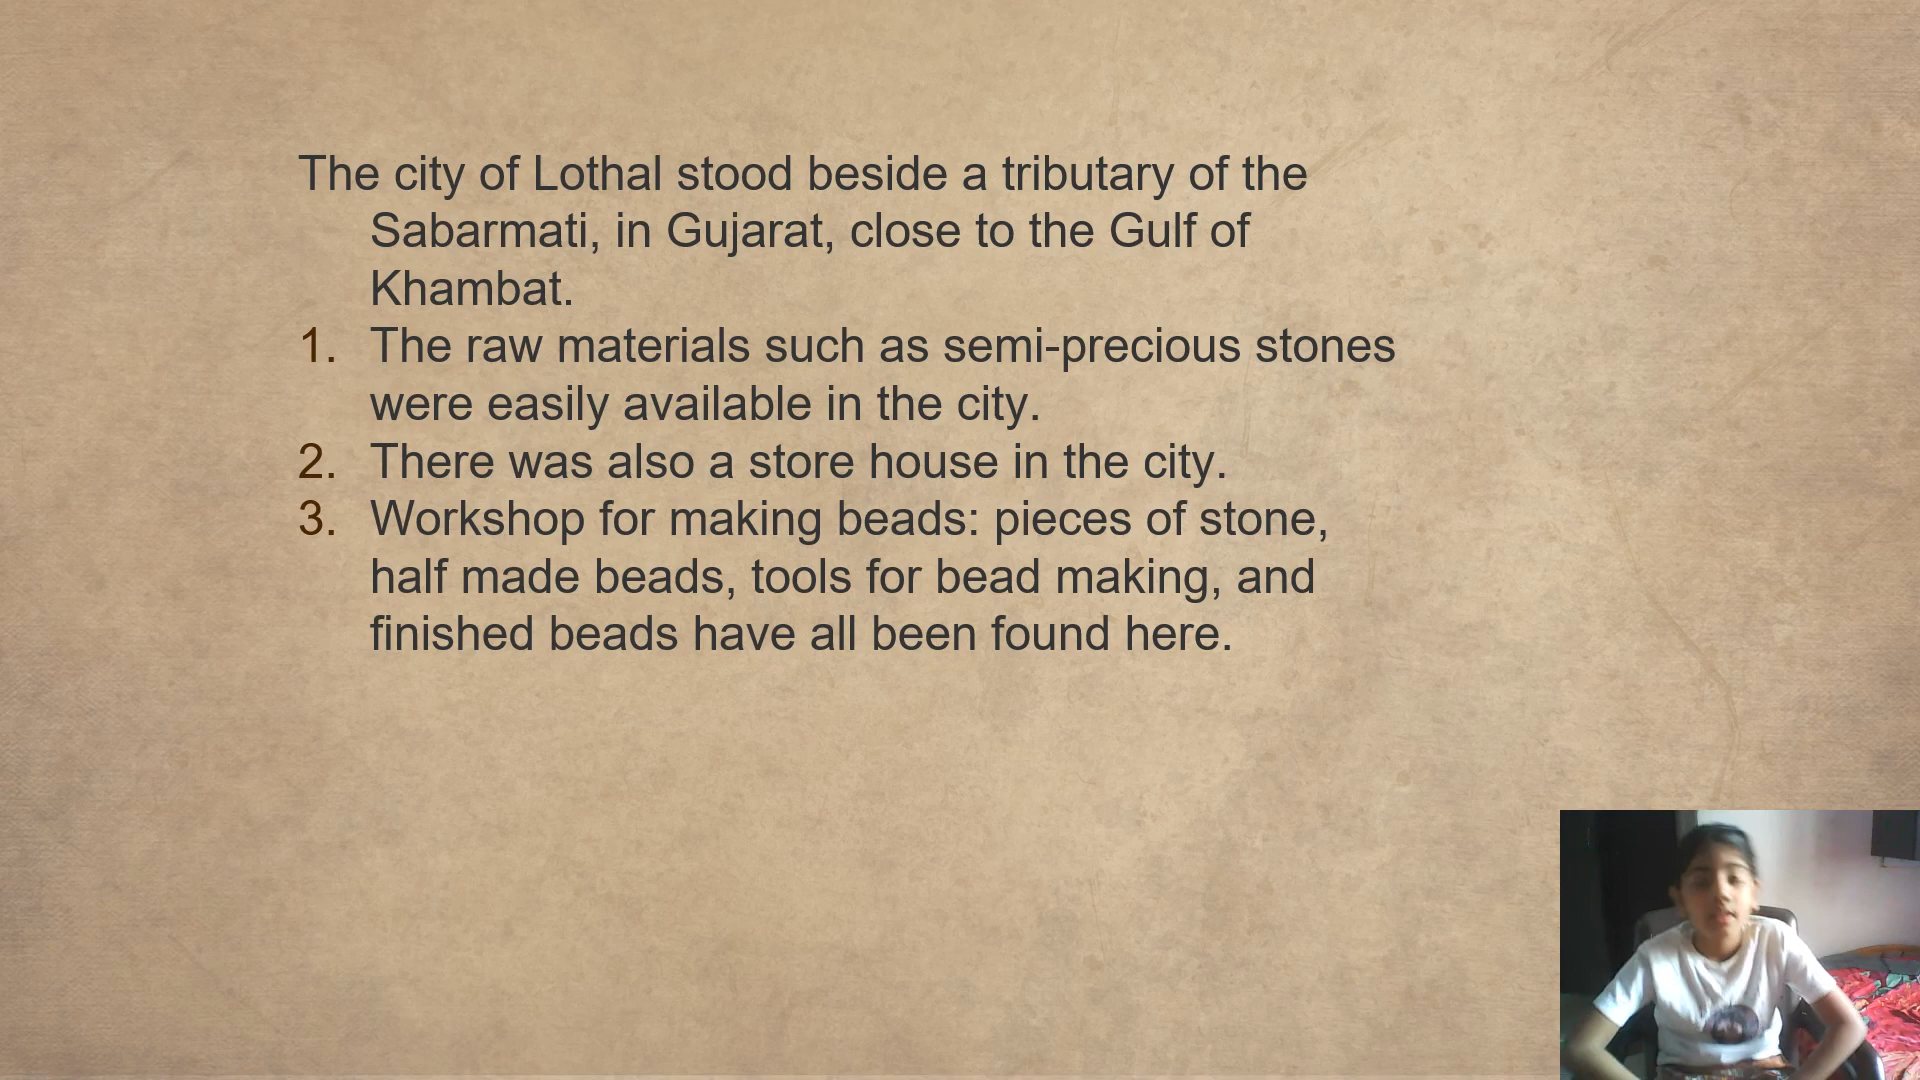 The city of Lothal stood beside a tributary of the
Sabarmati, in Gujarat, close to the Gulf of
Khambat.
1. The raw materials such as semi-precious stones
were easily available in the city.
2. There was also a store house in the city.
3. Workshop for making beads: pieces of stone,
half made beads, tools for bead making, and
finished beads have all been found here.